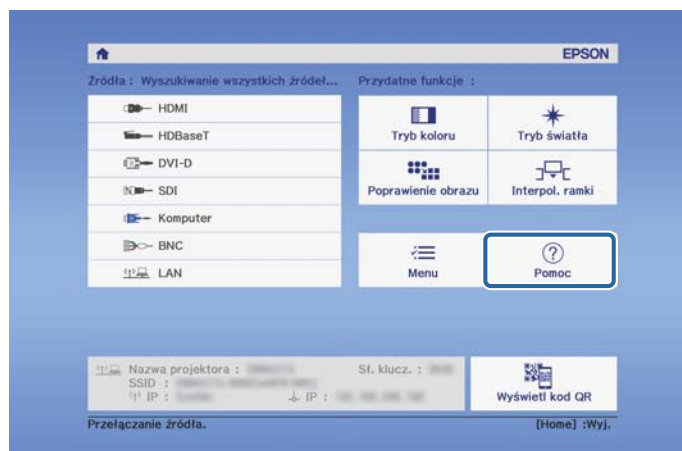 EPSON
Źródła : Wyszukiwanie wszystkich źródeł...
Przydatne funkcje :
HDMI
HDBaseT
DVI-D
SDI
Komputer
BNC
LAN
Tryb koloru
Tryb światła
Poprawienie obrazu
Interpol. ramki
Menu
Pomoc
Nazwa projektora :
Sł. klucz. :
SSID :
IP :
IP :
Wyświetl kod QR
Przełączanie źródła.
[Home] :Wyj.